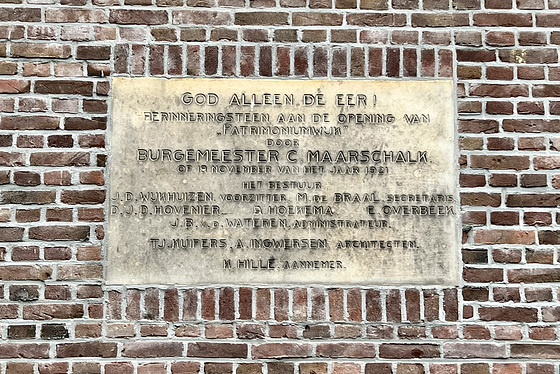 GOD ALLEEN DE EER!
HERINNERINGSTEEN AAN DE OPENING VAN
„PATRIMONIUMWIJK”
DOOR
BURGEMEESTER C. MAARSCHALK.
OP 19 NOVEMBER VAN HET JAAR 1921
HET BESTUUR
J.D. WIJKHUIZEN, VOORZITTER. M. DE BRAAL, SECRETARIS
D.J.D. HOVENIER. A HOEKEMA. E. OVERBEEK
J.B. V.D. WATEREN, ADMINISTRATEUR.
TJ. KUIPERS, A. INGWERSEN ARCHITECTEN.
K. HILLE, AANNEMER.